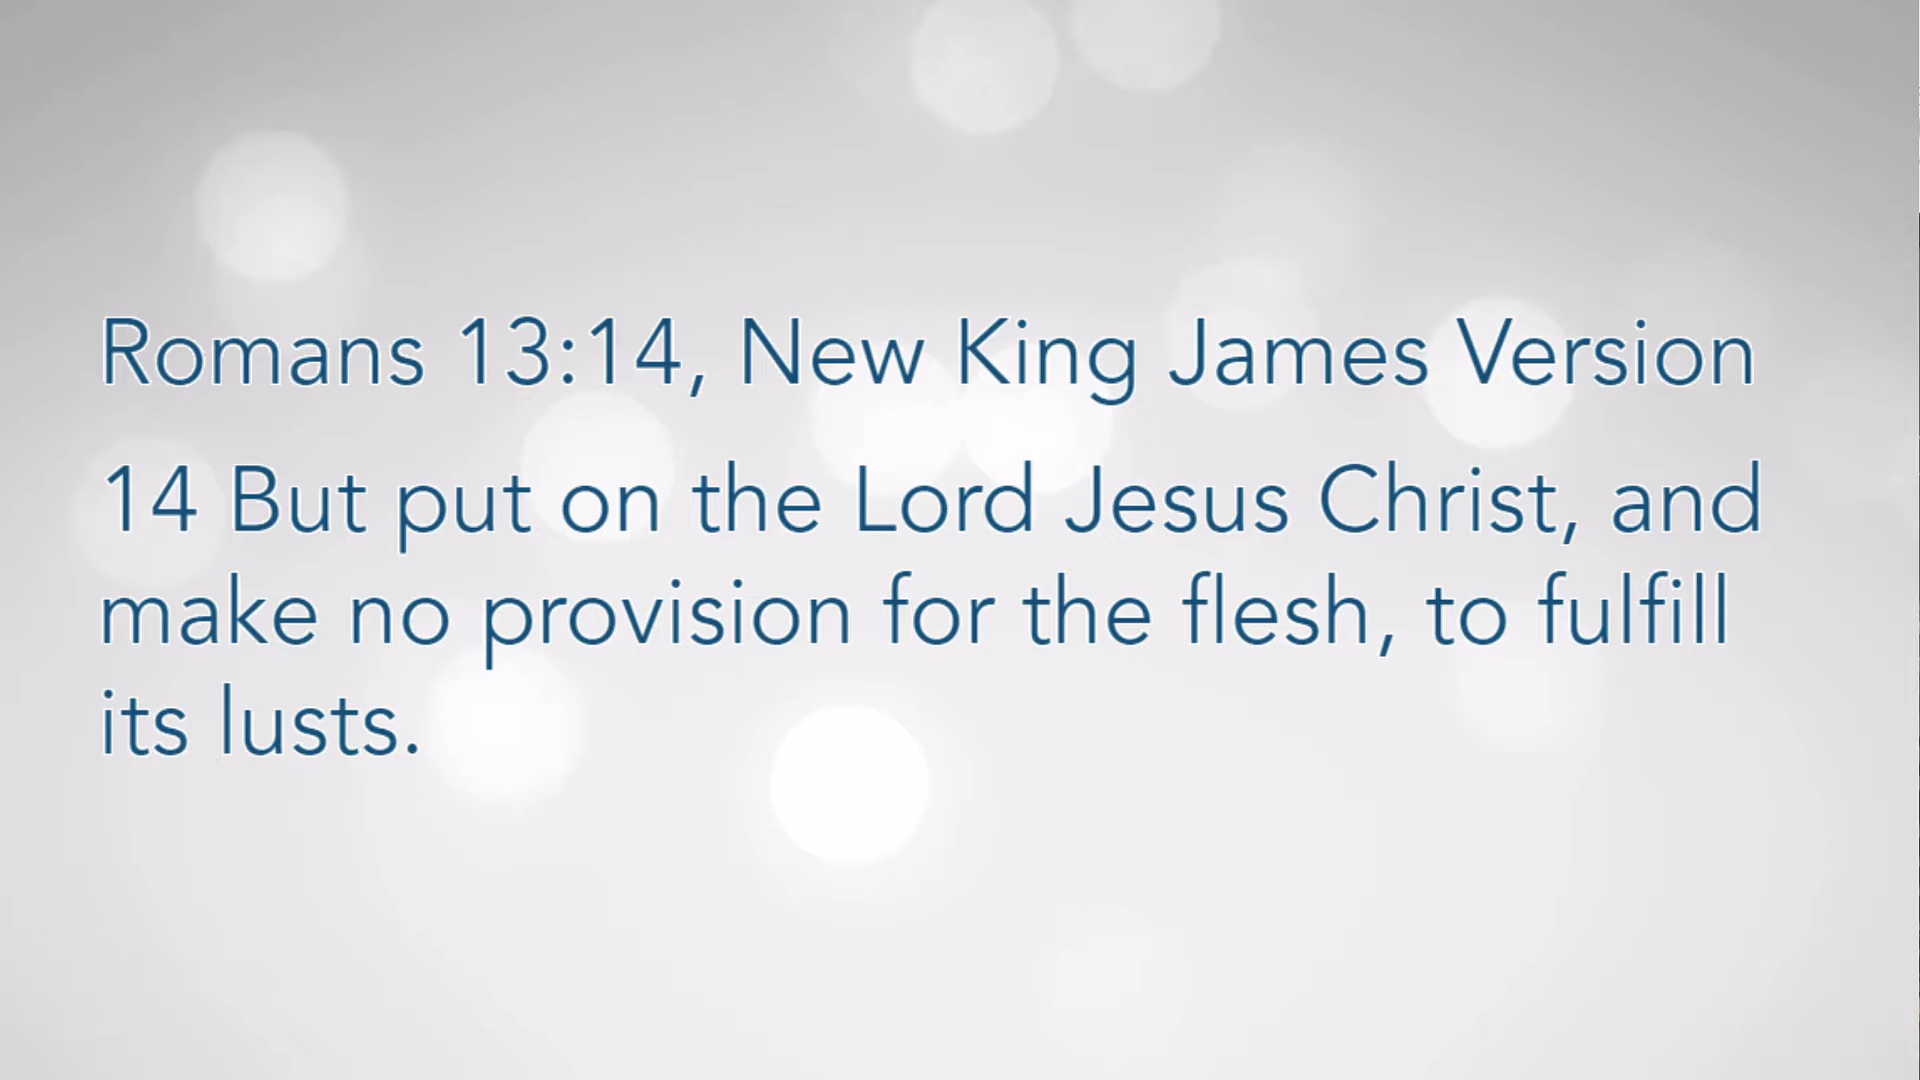 Romans 13:14, New King James Version
14 But put on the Lord Jesus Christ, and
make no provision for the flesh, to fulfill
its lusts.